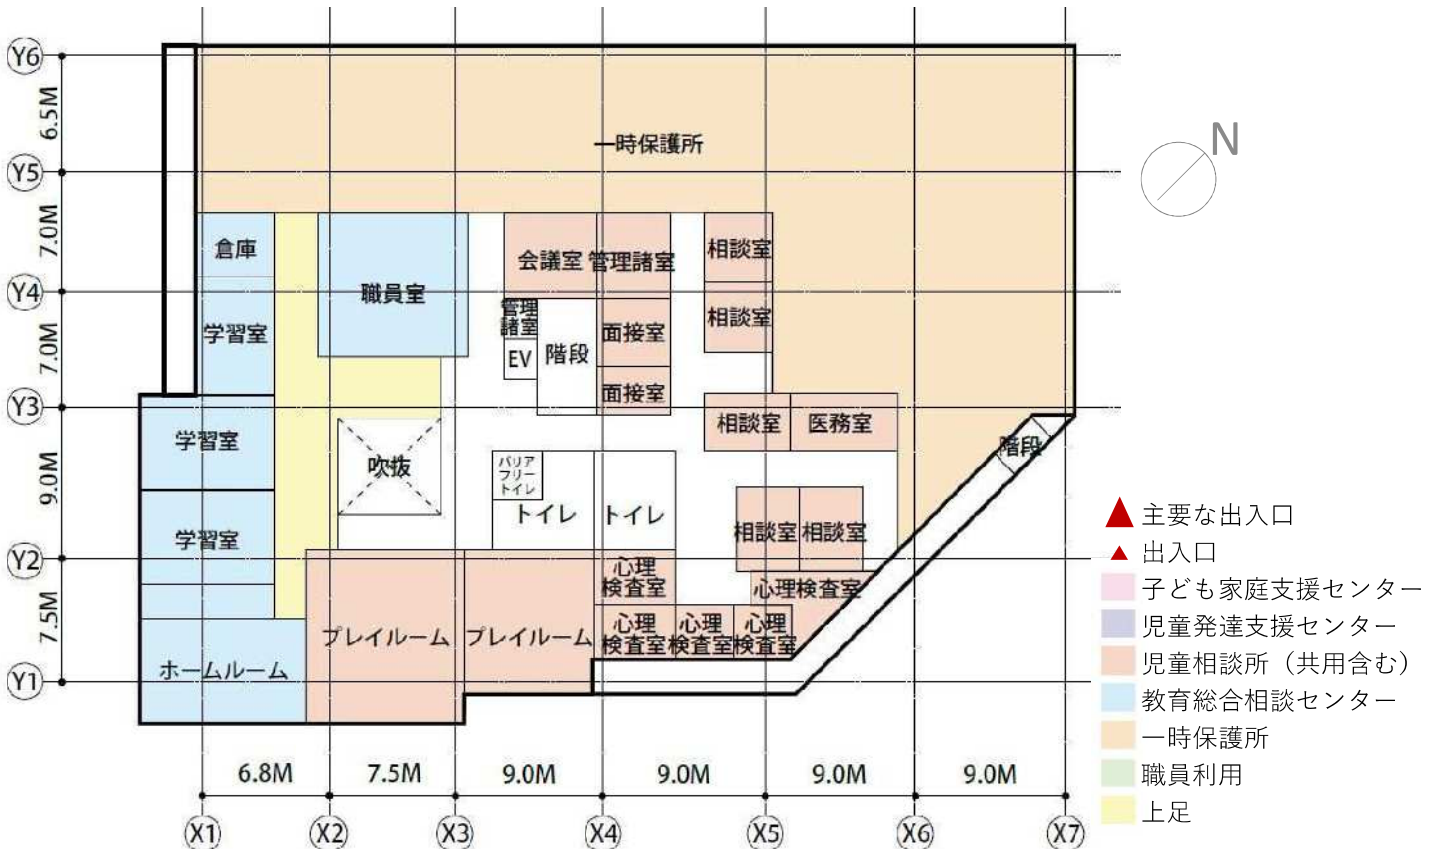 Y6
6.5M
一時保護所
N
Y5
7.0M
倉庫
職員室
会議室
管理諸室
相談室
Y4
7.0M
学習室
管理
諸室
EV
階段
面接室
相談室
面接室
Y3
9.0M
学習室
吹抜
相談室
医務室
階段
バリア
フリー
トイレ
トイレ
トイレ
学習室
相談室
相談室
Y2
7.5M
心理
検査室
心理検査室
プレイルーム
プレイルーム
心理
検査室
心理
検査室
心理
検査室
ホームルーム
Y1
6.8M
7.5M
9.0M
9.0M
9.0M
9.0M
X1
X2
X3
X4
X5
X6
X7
主要な出入口
出入口
子ども家庭支援センター
児童発達支援センター
児童相談所（共用含む）
教育総合相談センター
一時保護所
職員利用
上足